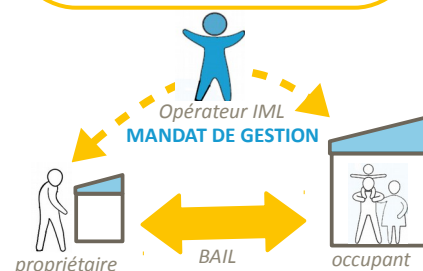 Opérateur IML
MANDAT DE GESTION
propriétaire
BAIL
occupant